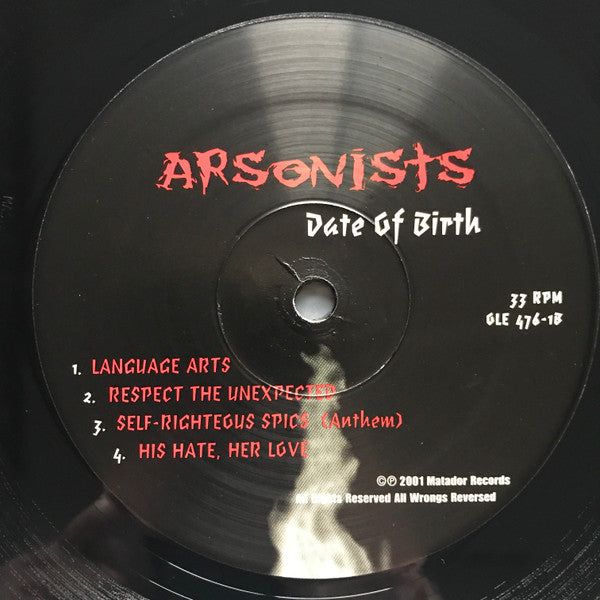 ARSONISTS
Date Of Birth
33 RPM
OLE 476-1B
1. LANGUAGE ARTS
2. RESPECT THE UNEXPECTED
3. SELF-RIGHTEOUS SPICS (Anthem)
4. HIS HATE, HER LOVE
©℗ 2001 Matador Records
All Rights Reserved All Wrongs Reversed